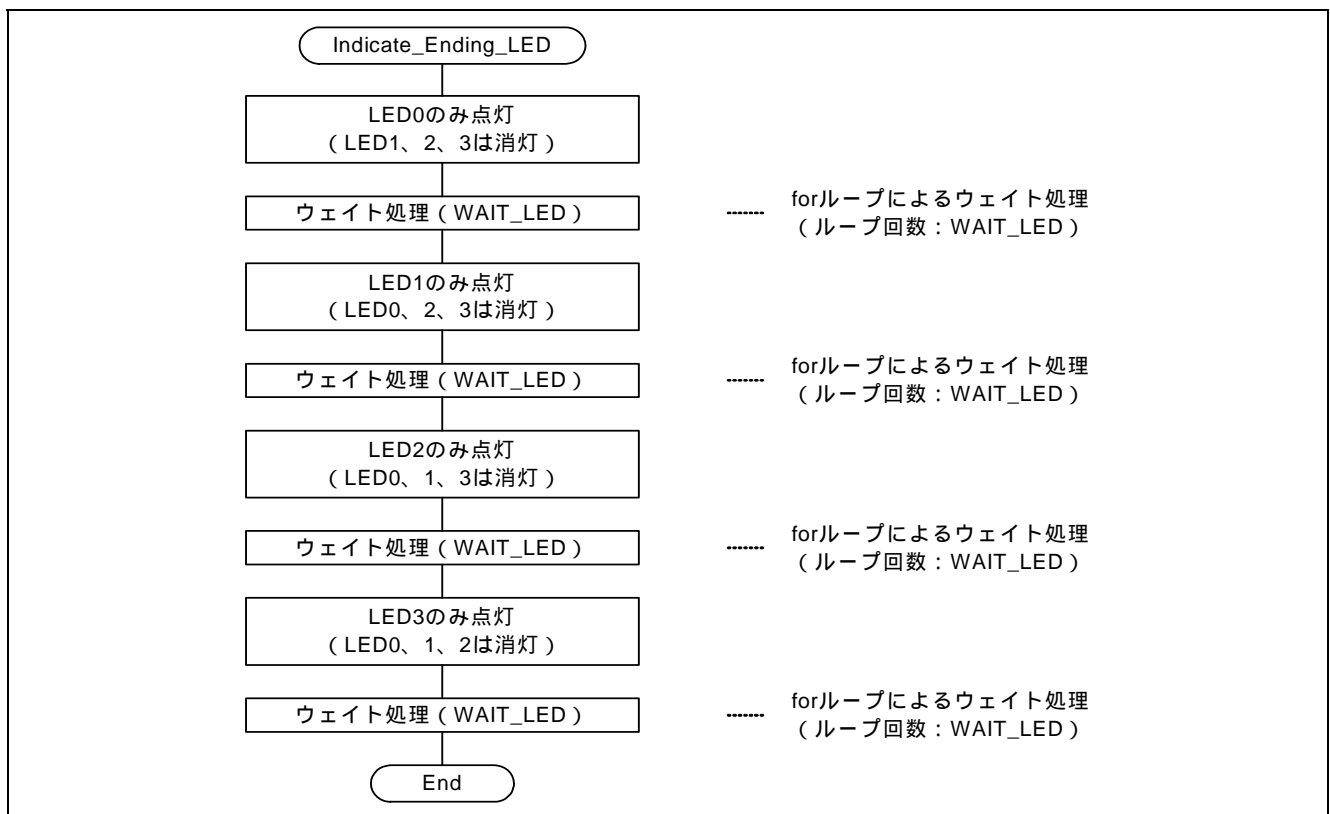 Indicate_Ending_LED
LED0のみ点灯
（LED1、2、3は消灯）
ウェイト処理（WAIT_LED）
forループによるウェイト処理
（ループ回数：WAIT_LED）
LED1のみ点灯
（LED0、2、3は消灯）
ウェイト処理（WAIT_LED）
forループによるウェイト処理
（ループ回数：WAIT_LED）
LED2のみ点灯
（LED0、1、3は消灯）
ウェイト処理（WAIT_LED）
forループによるウェイト処理
（ループ回数：WAIT_LED）
LED3のみ点灯
（LED0、1、2は消灯）
ウェイト処理（WAIT_LED）
forループによるウェイト処理
（ループ回数：WAIT_LED）
End